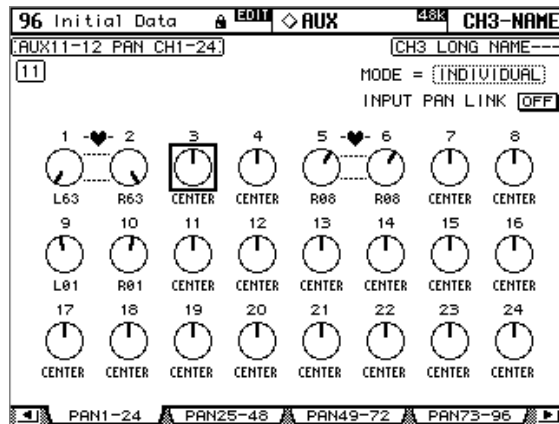 96 Initial Data EDIT ◇AUX 48K CH3-NAME
AUX11-12 PAN CH1-24 CH3 LONG NAME---
11 MODE = INDIVIDUAL
INPUT PAN LINK OFF
1 -♥- 2 3 4 5 -♥- 6 7 8
L63 R63 CENTER CENTER R08 R08 CENTER CENTER
9 10 11 12 13 14 15 16
L01 R01 CENTER CENTER CENTER CENTER CENTER CENTER
17 18 19 20 21 22 23 24
CENTER CENTER CENTER CENTER CENTER CENTER CENTER CENTER
PAN1-24 PAN25-48 PAN49-72 PAN73-96